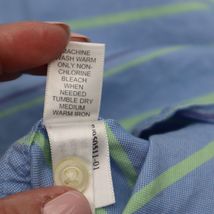 MACHINE
WASH WARM
ONLY NON-
CHLORINE
BLEACH
WHEN
NEEDED
TUMBLE DRY
MEDIUM
WARM IRON